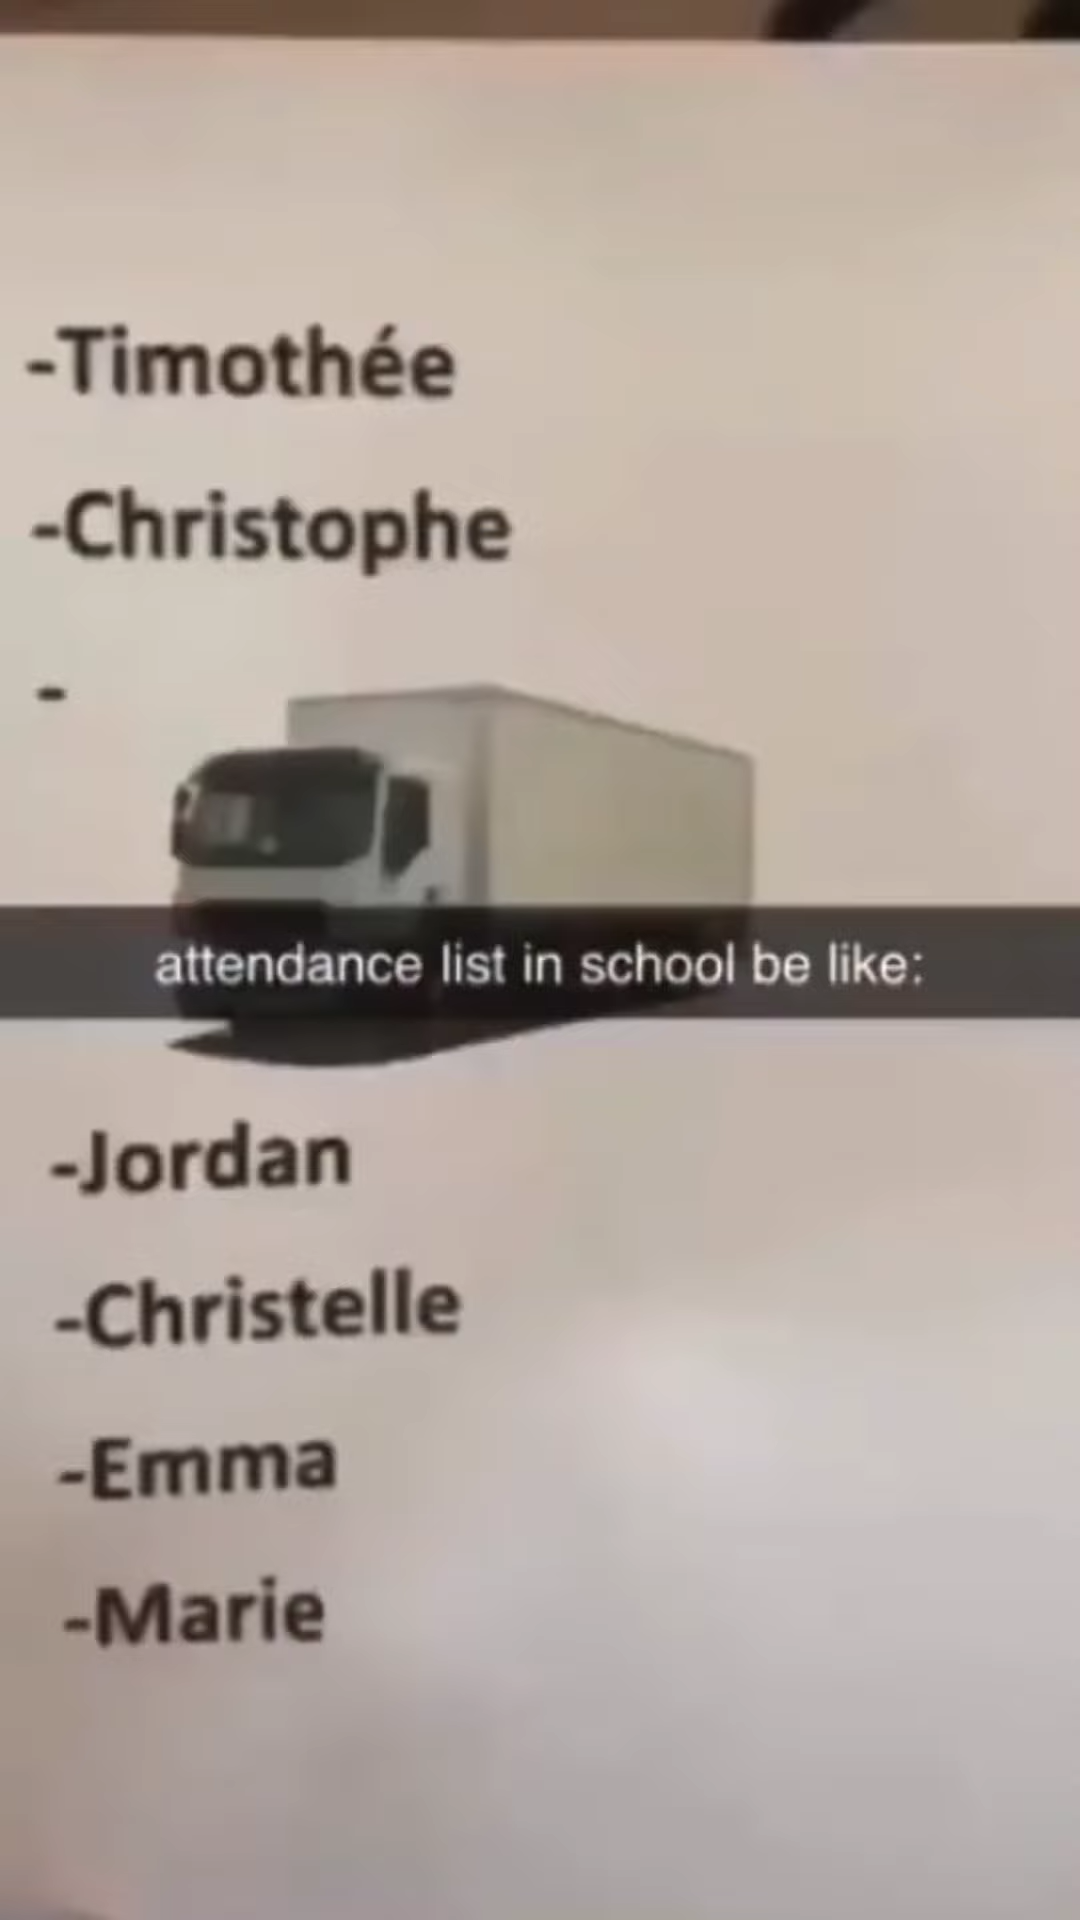 -Timothée
-Christophe
-
attendance list in school be like:
-Jordan
-Christelle
-Emma
-Marie